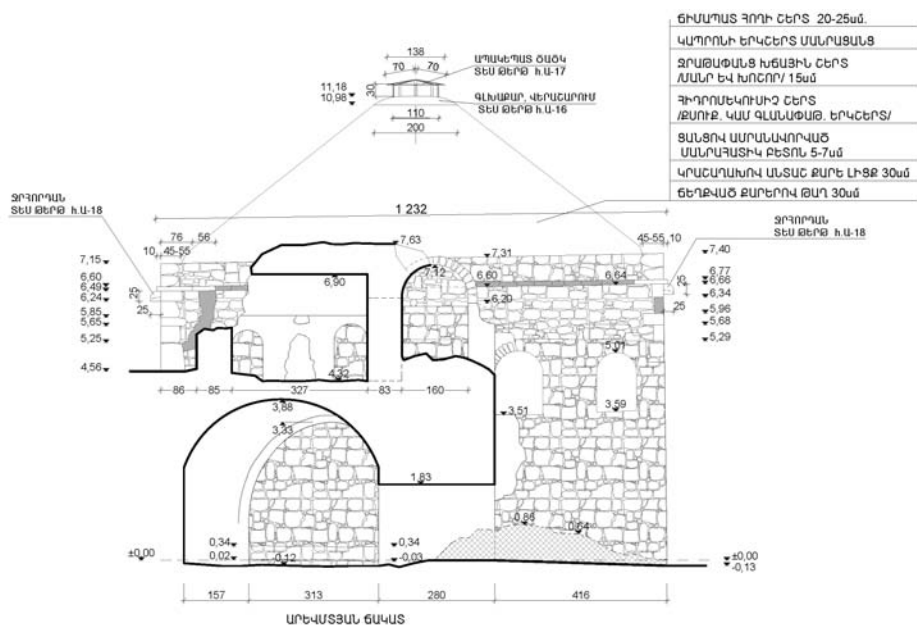 ՃԻՄԱՊԱՏ ՀՈՂԻ ՇԵՐՏ 20-25սմ.
ԿԱՊՐՈՆԻ ԵՐԿՇԵՐՏ ՄԱՆՐԱՑԱՆՑ
ՋՐԱԹԱՓԱՆՑ ԽՃԱՅԻՆ ՇԵՐՏ
/ՄԱՆՐ ԵՎ ԽՈՇՈՐ/ 15սմ
ՀԻԴՐՈՄԵԿՈՒՍԻՉ ՇԵՐՏ
/ՔՍՈՒՔ. ԿԱՄ ԳԼԱՆԱՓԱԹ. ԵՐԿՇԵՐՏ/
ՑԱՆՑՈՎ ԱՄՐԱՆԱՎՈՐՎԱԾ
ՄԱՆՐԱՀԱՏԻԿ ԲԵՏՈՆ 5-7սմ
ԿՐԱՇԱՂԱԽՈՎ ԱՆՏԱՇ ՔԱՐԵ ԼԻՑՔ 30սմ
ՃԵՂՔՎԱԾ ՔԱՐԵՐՈՎ ԹԱՂ 30սմ
138
70 70
ԱՊԱԿԵՊԱՏ ԾԱԾԿ
ՏԵՍ ԹԵՐԹ հ.Ա-17
11,18
10,98
30
ԳԼԽԱՔԱՐ, ՎԵՐԱՇԱՐՈՒՄ
ՏԵՍ ԹԵՐԹ հ.Ա-16
110
200
ՋՐՀՈՐԴԱՆ
ՏԵՍ ԹԵՐԹ հ.Ա-18
1 232
ՋՐՀՈՐԴԱՆ
ՏԵՍ ԹԵՐԹ հ.Ա-18
76 56
10 45-55
45-55 10
7,63
7,15
6,60
6,49
6,24
5,85
5,65
5,25
4,56
25
25
6,90
7,12
7,31
6,60
6,64
6,20
7,40
6,77
6,66
6,34
5,96
5,68
5,29
25
25
5,01
4,32
86 85 327 83 160
3,88
3,33
3,51
3,59
1,83
0,86
0,64
±0,00
0,34
0,02
-0,12
0,34
-0,03
±0,00
-0,13
157 313 280 416
ԱՐԵՎՄՏՅԱՆ ՃԱԿԱՏ